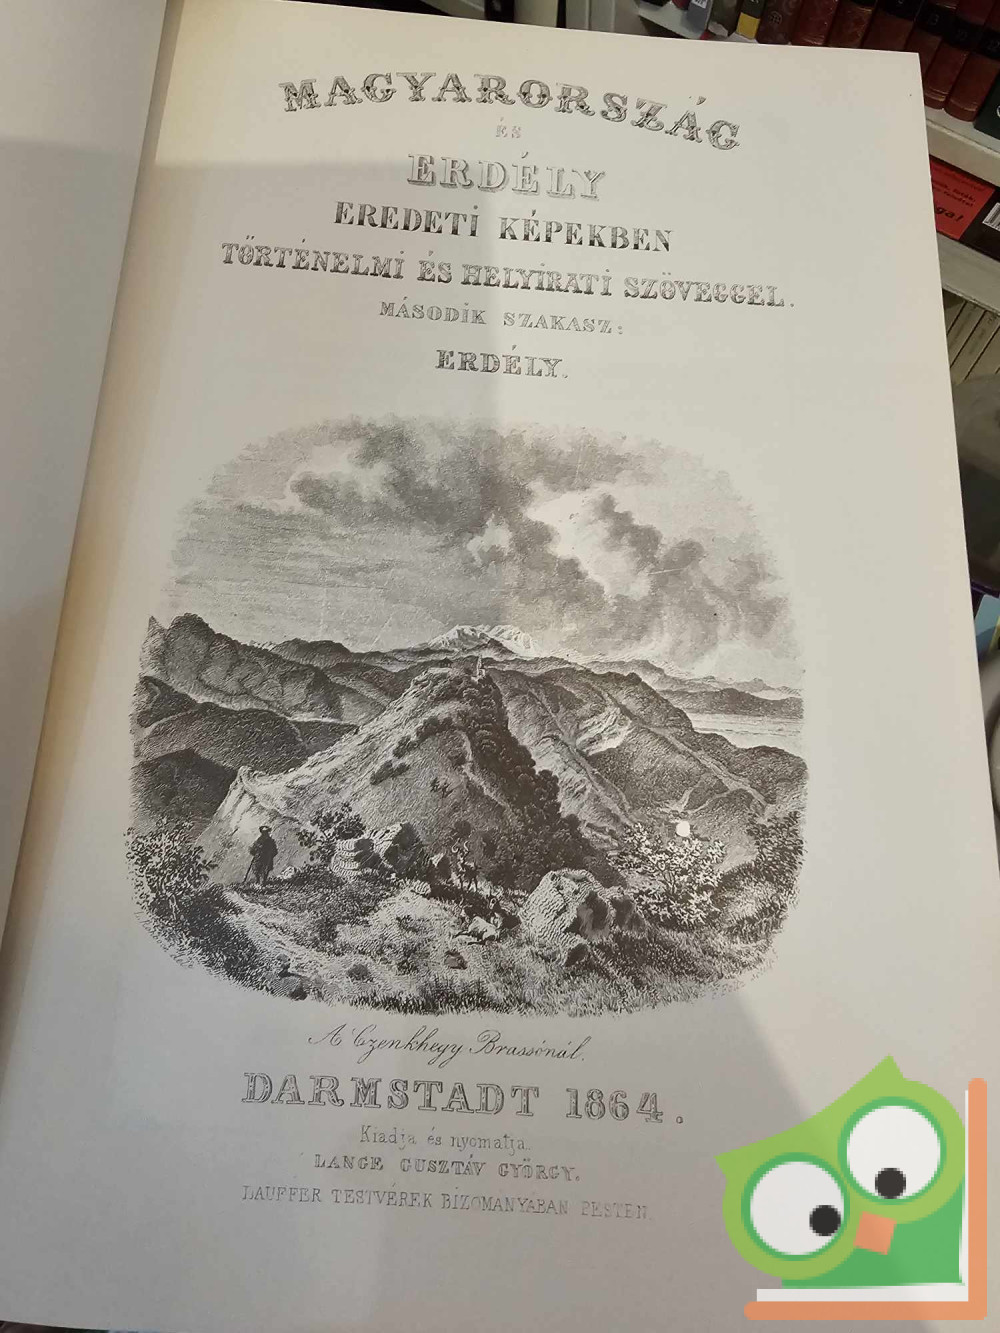 MAGYARORSZÁG
ÉS
ERDÉLY
EREDETI KÉPEKBEN
TÖRTÉNELMI ÉS HELYIRATI SZÖVEGGEL.
MÁSODIK SZAKASZ:
ERDÉLY.
A' Czenkhegy Brassónál.
DARMSTADT 1864.
Kiadja és nyomatja
LANGE GUSZTÁV GYÖRGY.
LAUFFER TESTVÉREK BIZOMANYÁBAN PESTEN.